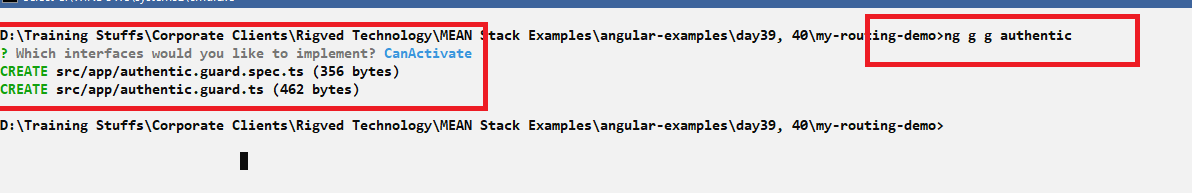 D:\Training Stuffs\Corporate Clients\Rigved Technology\MEAN Stack Examples\angular-examples\day39, 40\my-routing-demo>ng g g authentic
? Which interfaces would you like to implement? CanActivate
CREATE src/app/authentic.guard.spec.ts (356 bytes)
CREATE src/app/authentic.guard.ts (462 bytes)
D:\Training Stuffs\Corporate Clients\Rigved Technology\MEAN Stack Examples\angular-examples\day39, 40\my-routing-demo>